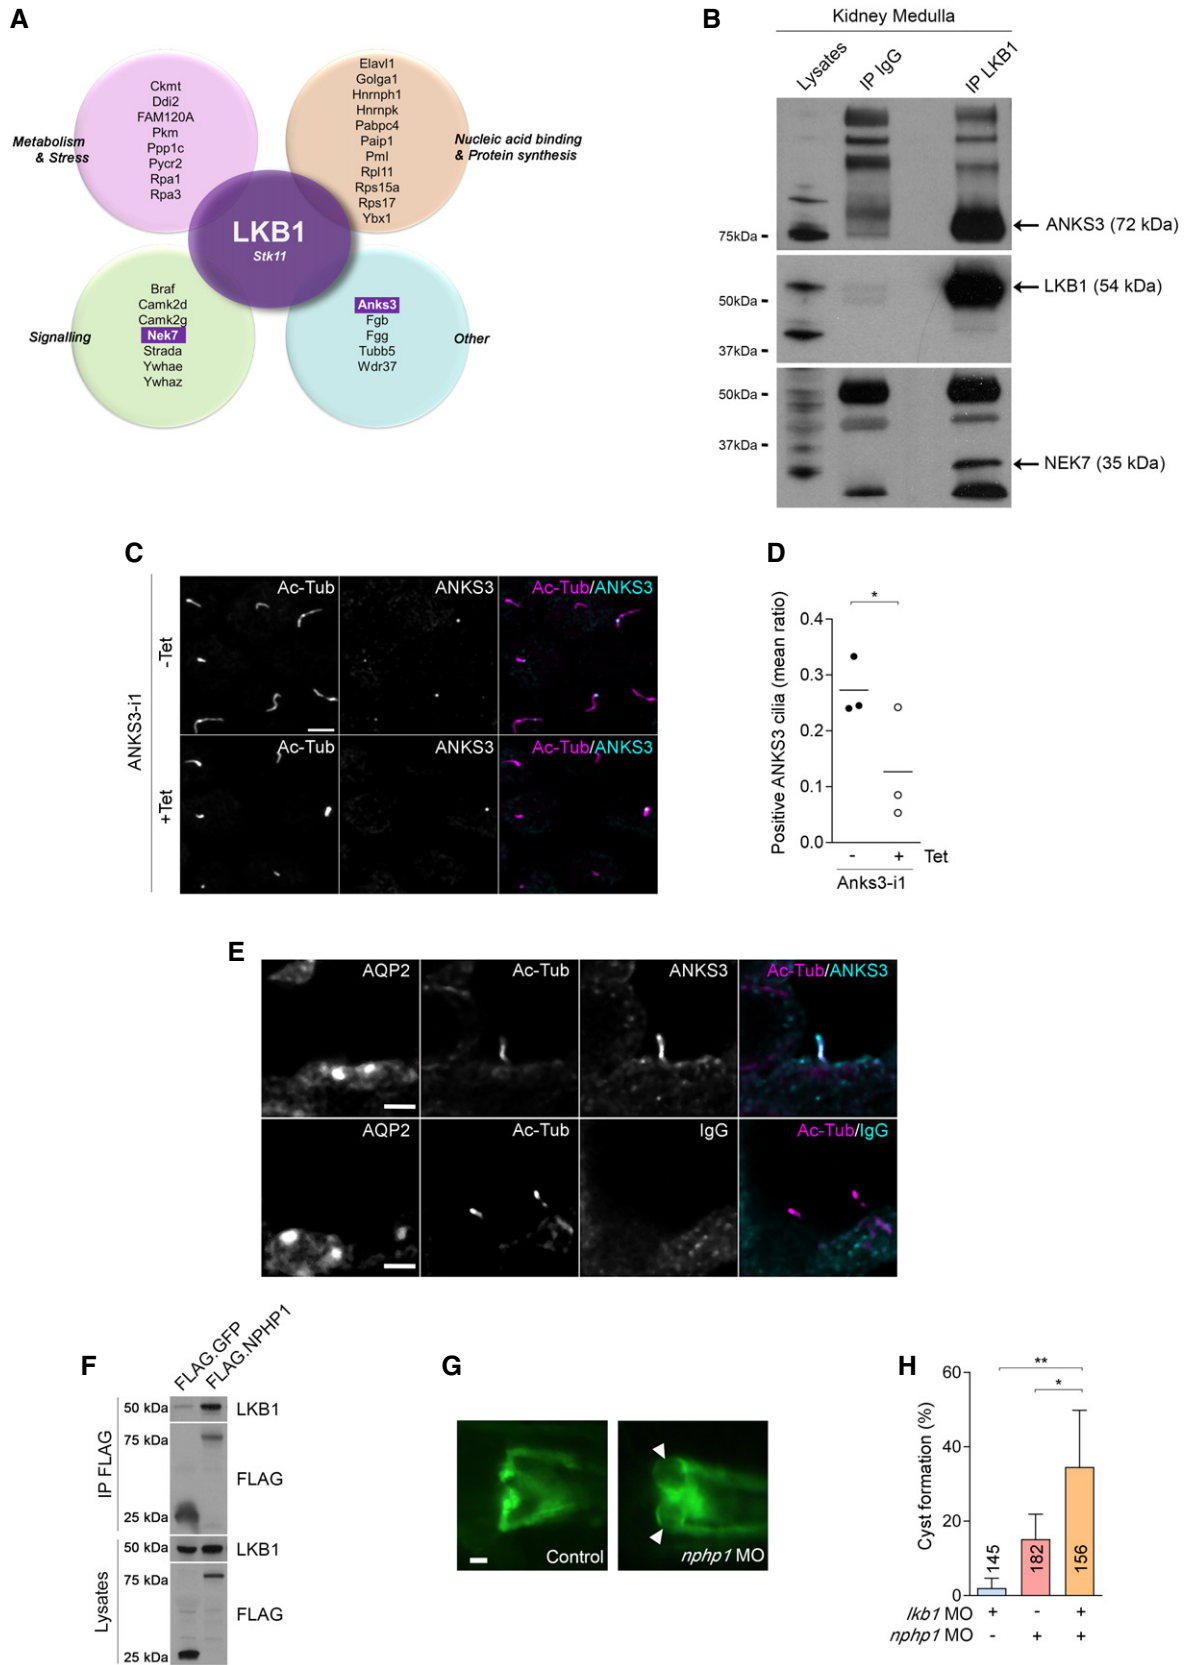 A
Metabolism
& Stress
Ckmt
Ddi2
FAM120A
Pkm
Ppp1c
Pycr2
Rpa1
Rpa3
Elavl1
Golga1
Hnrnph1
Hnrnpk
Pabpc4
Paip1
Pml
Rpl11
Rps15a
Rps17
Ybx1
Nucleic acid binding
& Protein synthesis
LKB1
Stk11
Signalling
Braf
Camk2d
Camk2g
Nek7
Strada
Ywhae
Ywhaz
Anks3
Fgb
Fgg
Tubb5
Wdr37
Other
B
Kidney Medulla
Lysates
IP IgG
IP LKB1
75kDa
ANKS3 (72 kDa)
50kDa
LKB1 (54 kDa)
37kDa
50kDa
37kDa
NEK7 (35 kDa)
C
ANKS3-i1
-Tet
Ac-Tub
ANKS3
Ac-Tub/ANKS3
+Tet
Ac-Tub
ANKS3
Ac-Tub/ANKS3
D
Positive ANKS3 cilia (mean ratio)
*
0.4
0.3
0.2
0.1
0.0
- + Tet
Anks3-i1
E
AQP2
Ac-Tub
ANKS3
Ac-Tub/ANKS3
AQP2
Ac-Tub
IgG
Ac-Tub/IgG
F
FLAG.GFP
FLAG.NPHP1
IP FLAG
50 kDa
LKB1
75 kDa
FLAG
25 kDa
Lysates
50 kDa
LKB1
75 kDa
FLAG
25 kDa
G
Control
nphp1 MO
H
Cyst formation (%)
60
40
20
0
**
*
145
182
156
lkb1 MO + - +
nphp1 MO - + +